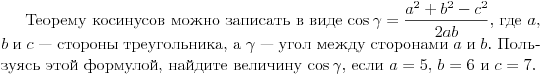 Теорему косинусов можно записать в виде cos γ = (a² + b² − c²)/(2ab), где a,
b и c — стороны треугольника, а γ — угол между сторонами a и b. Поль-
зуясь этой формулой, найдите величину cos γ, если a = 5, b = 6 и c = 7.